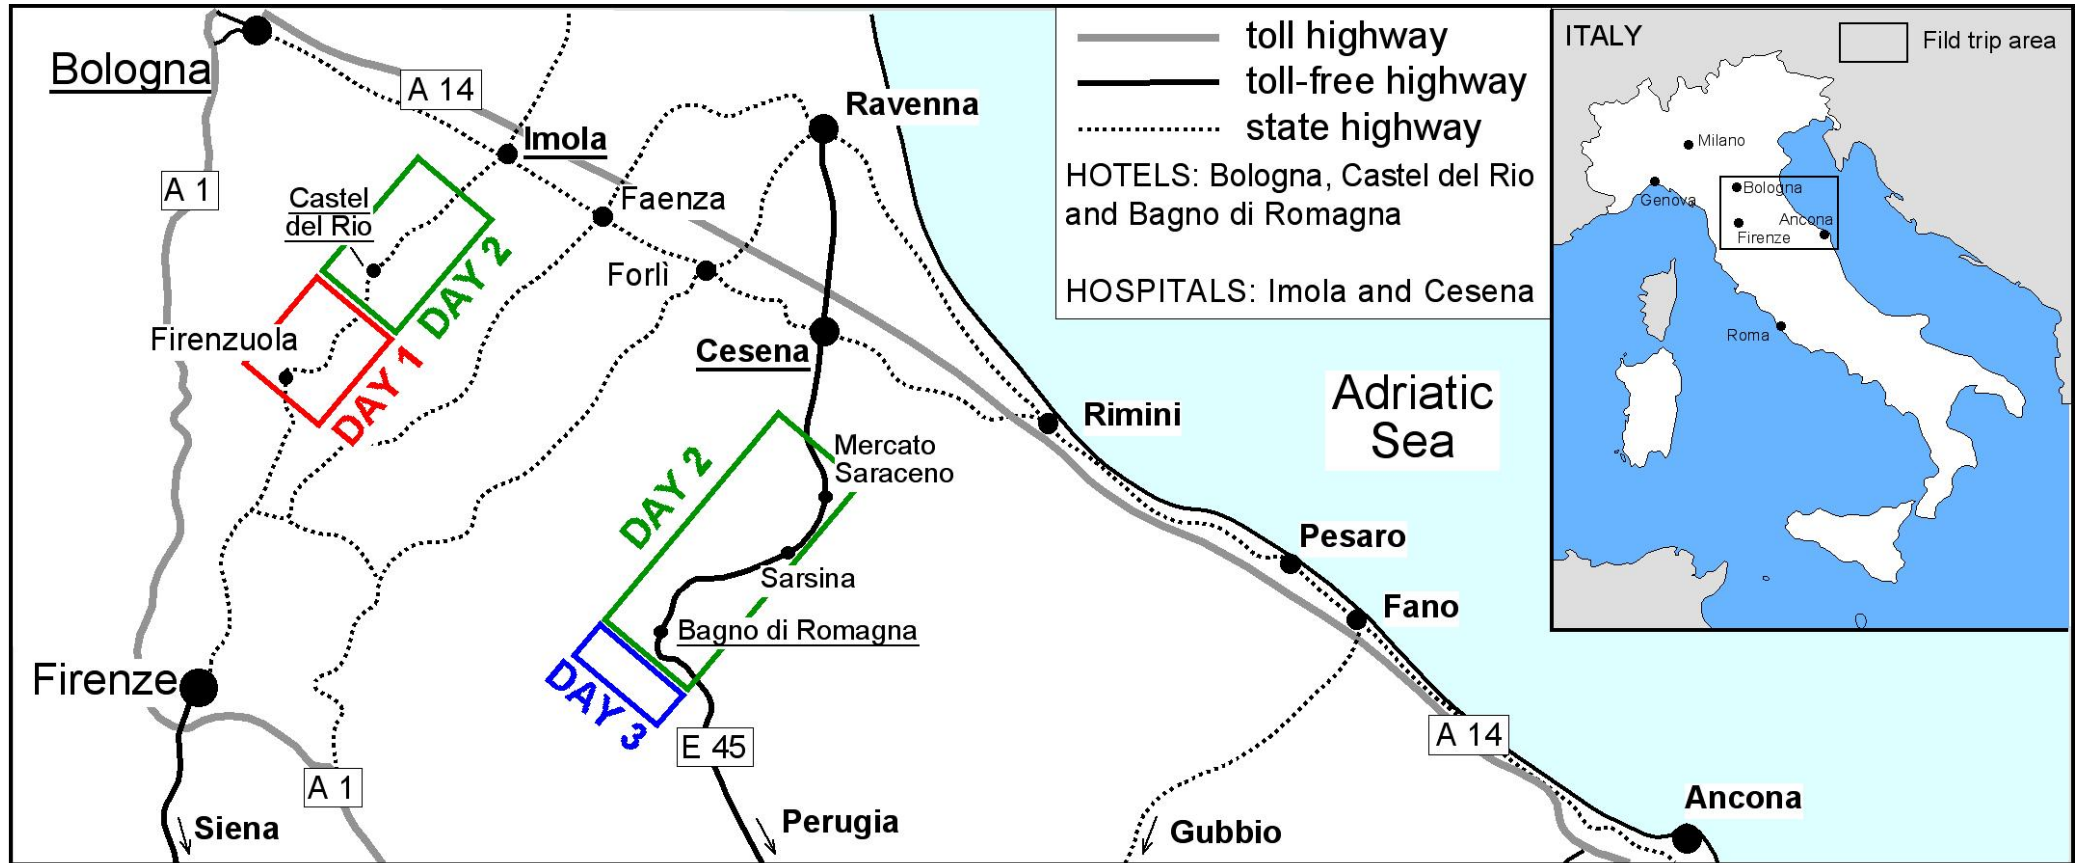 Bologna
A 14
Imola
Ravenna
A 1
Castel
del Rio
Faenza
DAY 2
Forlì
Firenzuola
DAY 1
Cesena
Rimini
Mercato
Saraceno
DAY 2
Sarsina
Bagno di Romagna
Pesaro
Fano
Firenze
DAY 3
E 45
A 14
A 1
Siena
Perugia
Gubbio
Ancona
Adriatic
Sea
toll highway
toll-free highway
state highway
HOTELS: Bologna, Castel del Rio
and Bagno di Romagna
HOSPITALS: Imola and Cesena
ITALY
Fild trip area
Milano
Bologna
Genova
Ancona
Firenze
Roma